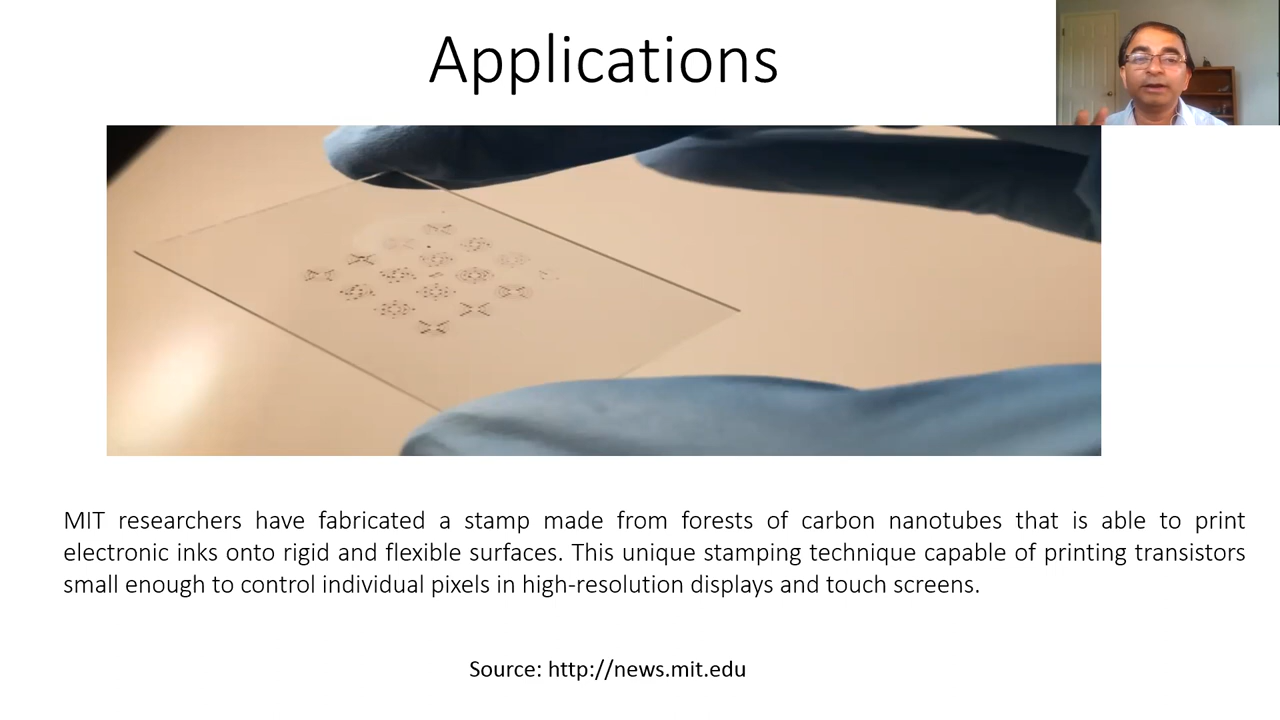 Applications
MIT researchers have fabricated a stamp made from forests of carbon nanotubes that is able to print
electronic inks onto rigid and flexible surfaces. This unique stamping technique capable of printing transistors
small enough to control individual pixels in high-resolution displays and touch screens.
Source: http://news.mit.edu